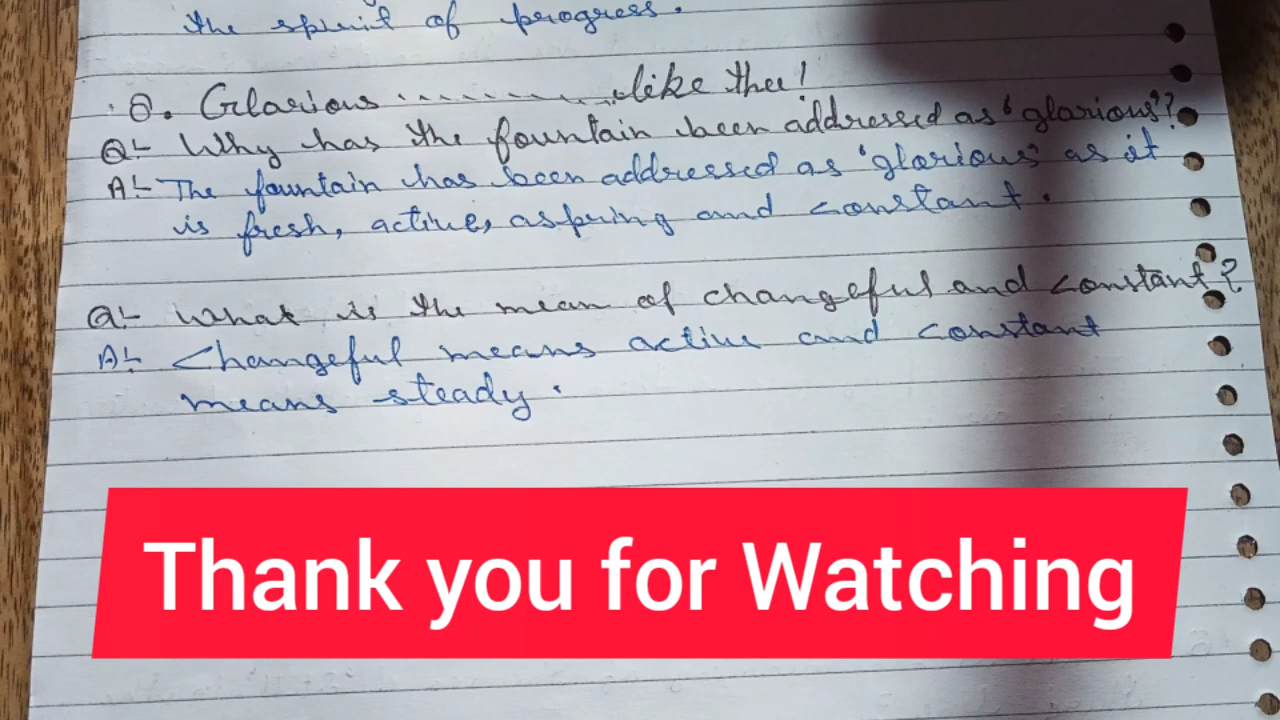 the spirit of progress.
Q. Glorious ............ like thee!
Q:- Why has the fountain been addressed as 'glorious'?
A:- The fountain has been addressed as 'glorious' as it
is fresh, active, aspiring and constant.
Q:- What is the mean of changeful and constant?
A:- Changeful means active and constant
means steady.
Thank you for Watching